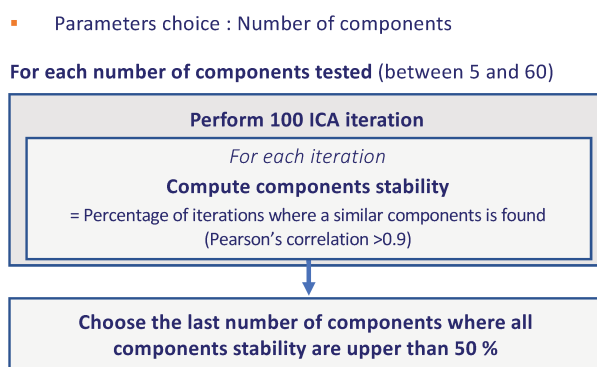 ▪ Parameters choice : Number of components
For each number of components tested (between 5 and 60)
Perform 100 ICA iteration
For each iteration
Compute components stability
= Percentage of iterations where a similar components is found
(Pearson's correlation >0.9)
Choose the last number of components where all
components stability are upper than 50 %